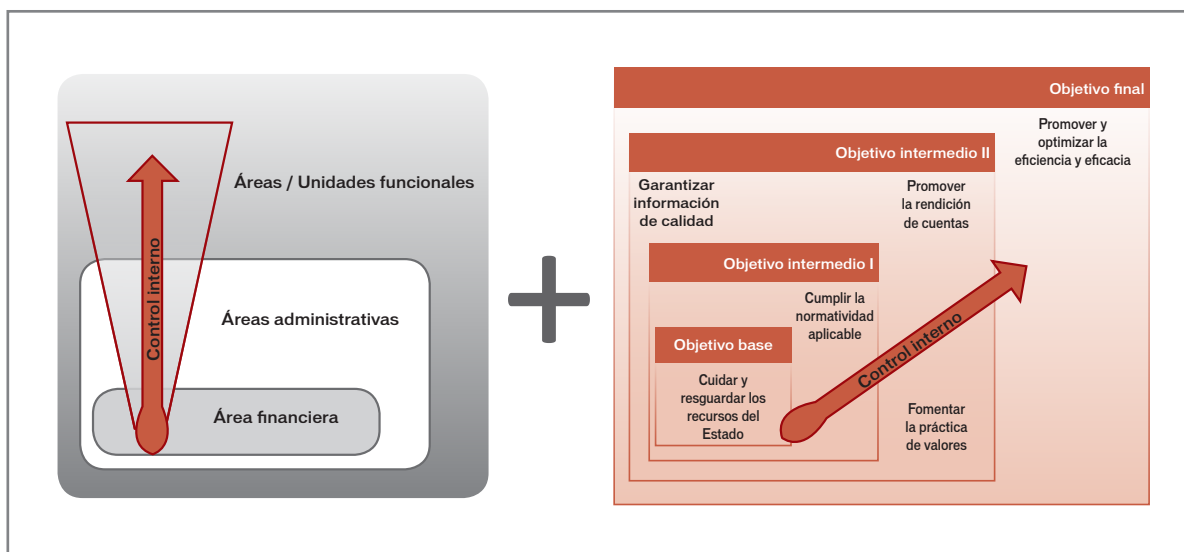 Áreas / Unidades funcionales
Control interno
Áreas administrativas
Área financiera
Objetivo final
Promover y
optimizar la
eficiencia y eficacia
Objetivo intermedio II
Garantizar
información
de calidad
Promover
la rendición
de cuentas
Objetivo intermedio I
Cumplir la
normatividad
aplicable
Objetivo base
Cuidar y
resguardar los
recursos del
Estado
Control interno
Fomentar
la práctica
de valores